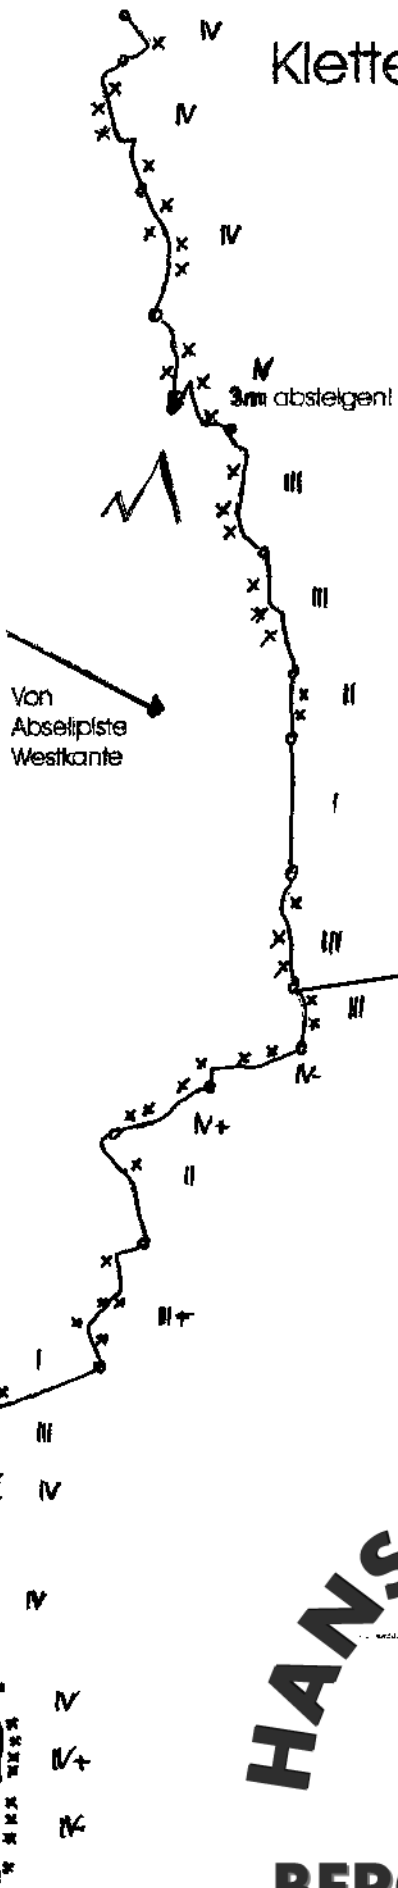 IV
Klette
IV
IV
IV
3m absteigen!
III
III
Von
Abseilpiste
Westkante
II
I
III
IV-
IV+
II
III+
I
III
IV
IV
IV
IV+
IV-
HANS
BERG